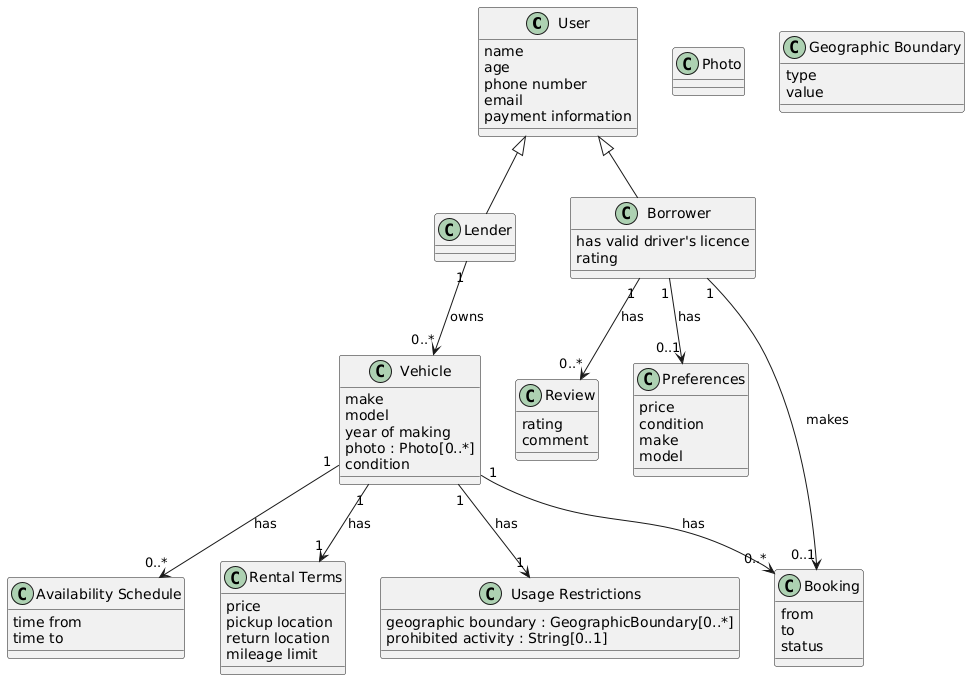 C User
name
age
phone number
email
payment information
C Photo
C Geographic Boundary
type
value
C Lender
C Borrower
has valid driver's licence
rating
1
owns
0..*
1
has
0..*
1
has
0..1
1
makes
0..1
C Vehicle
make
model
year of making
photo : Photo[0..*]
condition
C Review
rating
comment
C Preferences
price
condition
make
model
1
has
0..*
1
has
1
1
has
1
1
has
0..*
C Availability Schedule
time from
time to
C Rental Terms
price
pickup location
return location
mileage limit
C Usage Restrictions
geographic boundary : GeographicBoundary[0..*]
prohibited activity : String[0..1]
C Booking
from
to
status